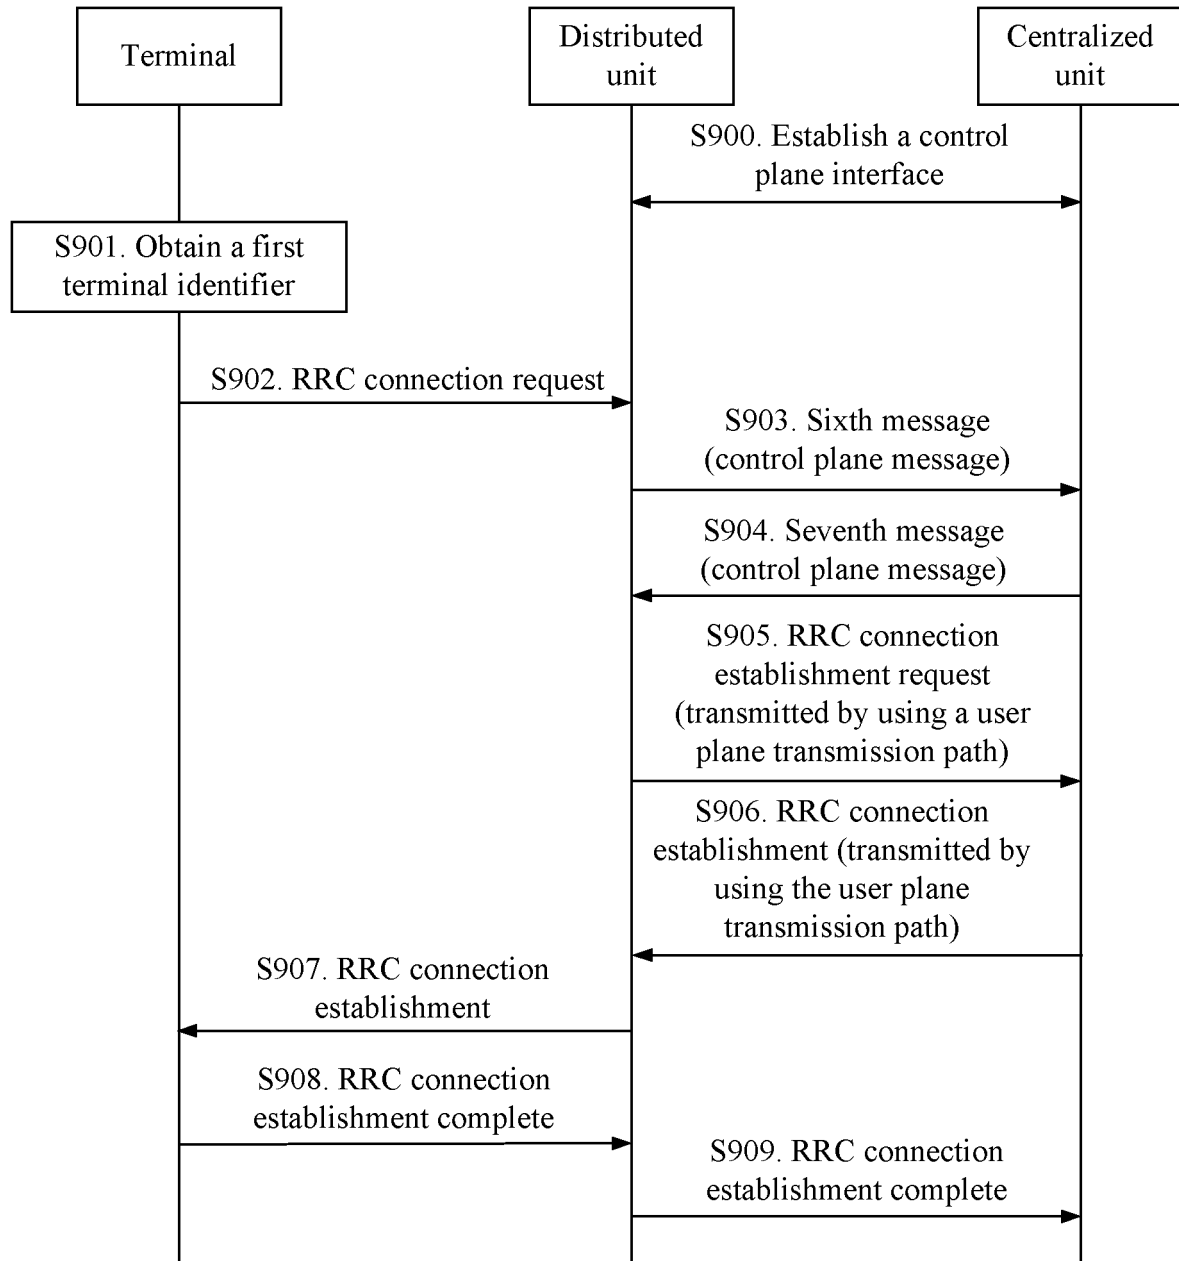 Terminal
Distributed
unit
Centralized
unit
S900. Establish a control
plane interface
S901. Obtain a first
terminal identifier
S902. RRC connection request
S903. Sixth message
(control plane message)
S904. Seventh message
(control plane message)
S905. RRC connection
establishment request
(transmitted by using a user
plane transmission path)
S906. RRC connection
establishment (transmitted by
using the user plane
transmission path)
S907. RRC connection
establishment
S908. RRC connection
establishment complete
S909. RRC connection
establishment complete